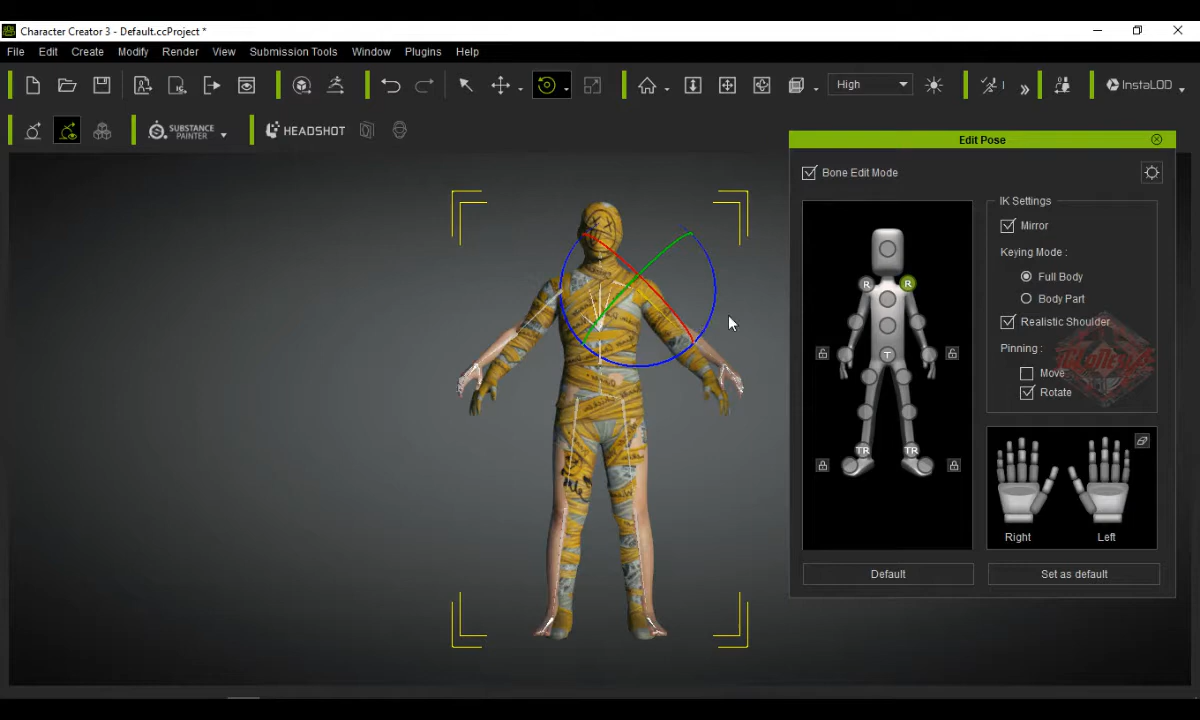 Character Creator 3 - Default.ccProject *
File Edit Create Modify Render View Submission Tools Window Plugins Help
High
InstaLOD
SUBSTANCE
PAINTER
HEADSHOT
Edit Pose
Bone Edit Mode
IK Settings
Mirror
Keying Mode :
Full Body
Body Part
Realistic Shoulder
Pinning :
Move
Rotate
R R
T
TR TR
Right Left
Default Set as default